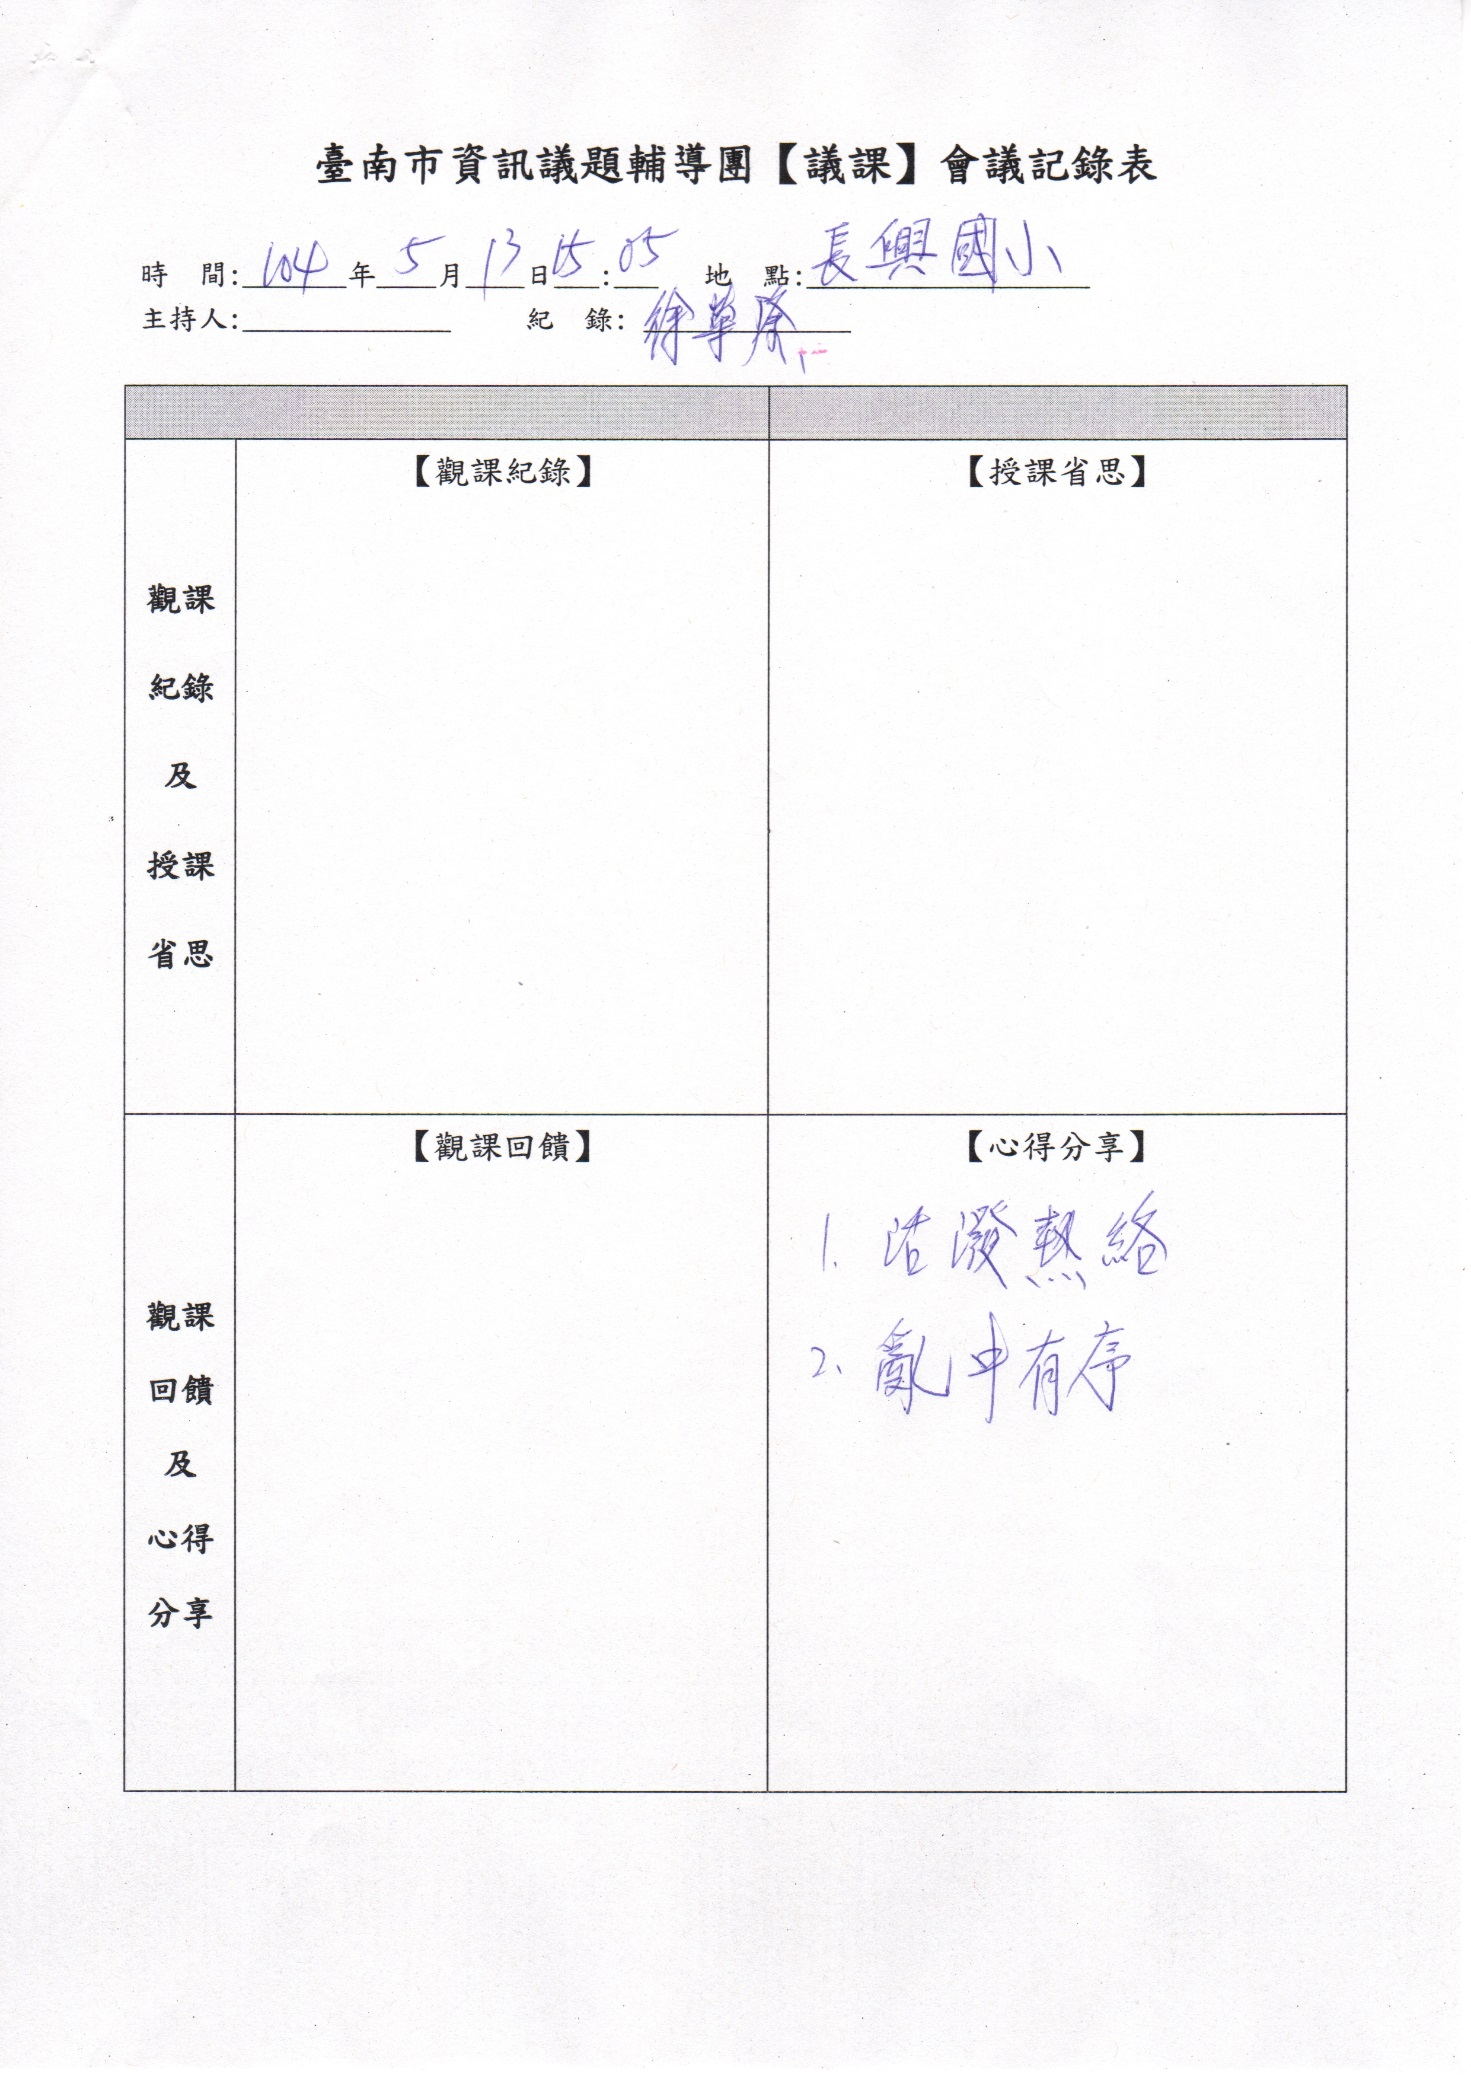 臺南市資訊議題輔導團【議課】會議記錄表
時 間:104年5月13日15:05 地 點:長興國小
主持人: 紀 錄:徐
【觀課紀錄】 【授課省思】
觀課
紀錄
及
授課
省思
【觀課回饋】 【心得分享】
1. 活潑熱絡
2. 亂中有序
觀課
回饋
及
心得
分享